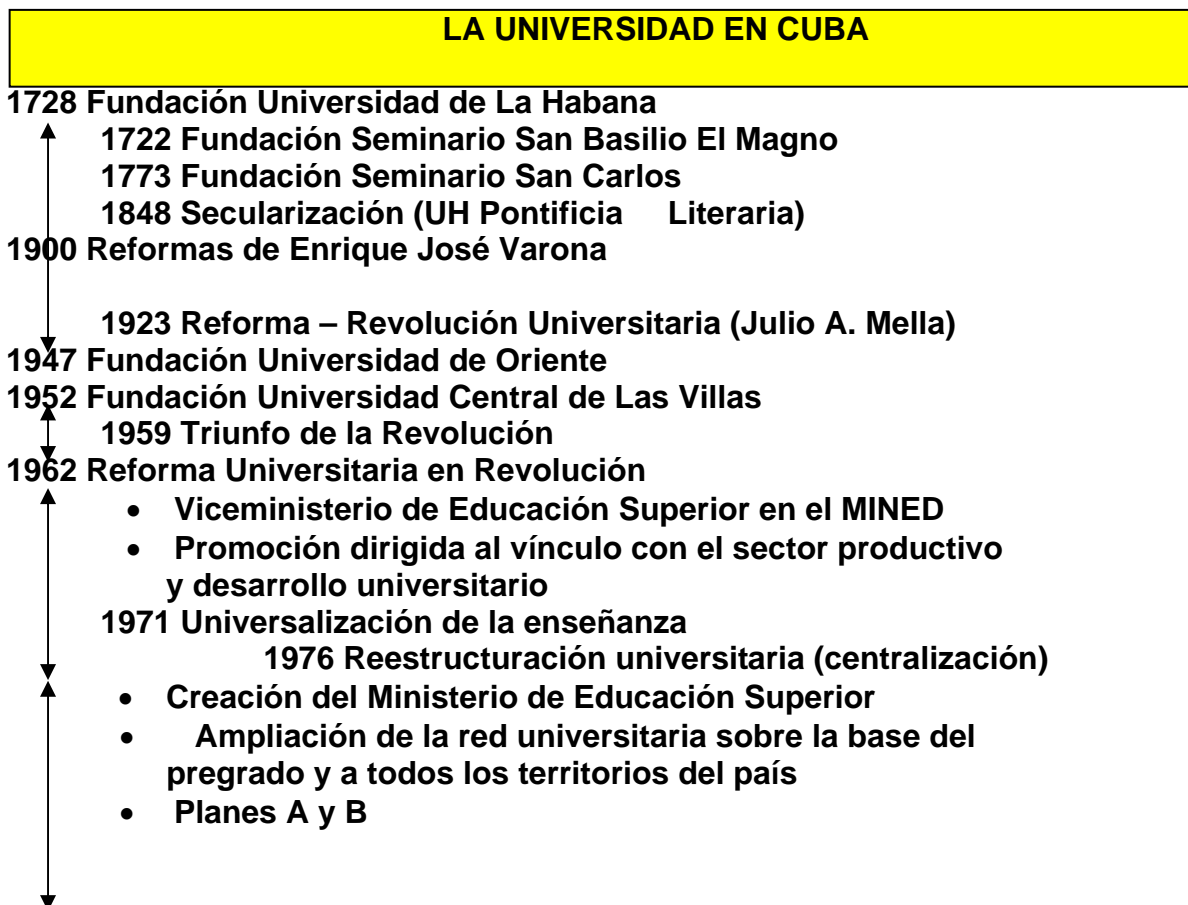 LA UNIVERSIDAD EN CUBA
1728 Fundación Universidad de La Habana
1722 Fundación Seminario San Basilio El Magno
1773 Fundación Seminario San Carlos
1848 Secularización (UH Pontificia Literaria)
1900 Reformas de Enrique José Varona
1923 Reforma – Revolución Universitaria (Julio A. Mella)
1947 Fundación Universidad de Oriente
1952 Fundación Universidad Central de Las Villas
1959 Triunfo de la Revolución
1962 Reforma Universitaria en Revolución
• Viceministerio de Educación Superior en el MINED
• Promoción dirigida al vínculo con el sector productivo
y desarrollo universitario
1971 Universalización de la enseñanza
1976 Reestructuración universitaria (centralización)
• Creación del Ministerio de Educación Superior
• Ampliación de la red universitaria sobre la base del
pregrado y a todos los territorios del país
• Planes A y B